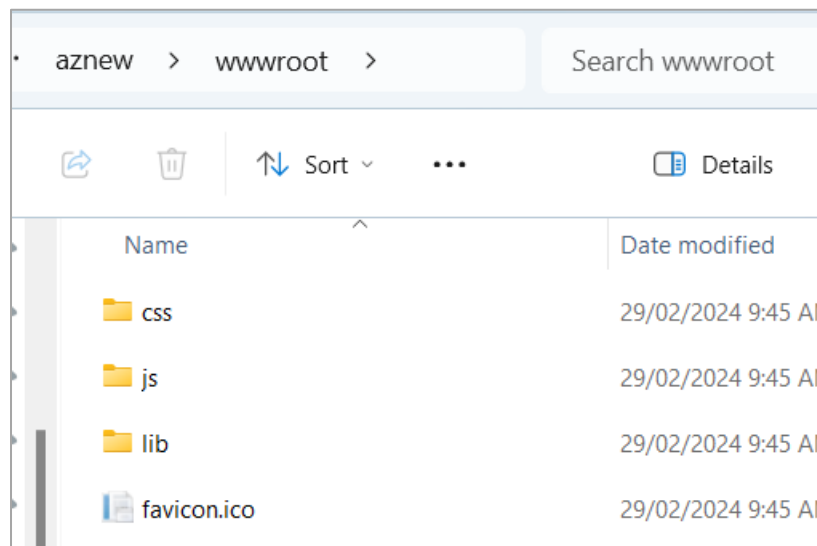 aznew > wwwroot > Search wwwroot
Sort ... Details
Name Date modified
css 29/02/2024 9:45
js 29/02/2024 9:45
lib 29/02/2024 9:45
favicon.ico 29/02/2024 9:45